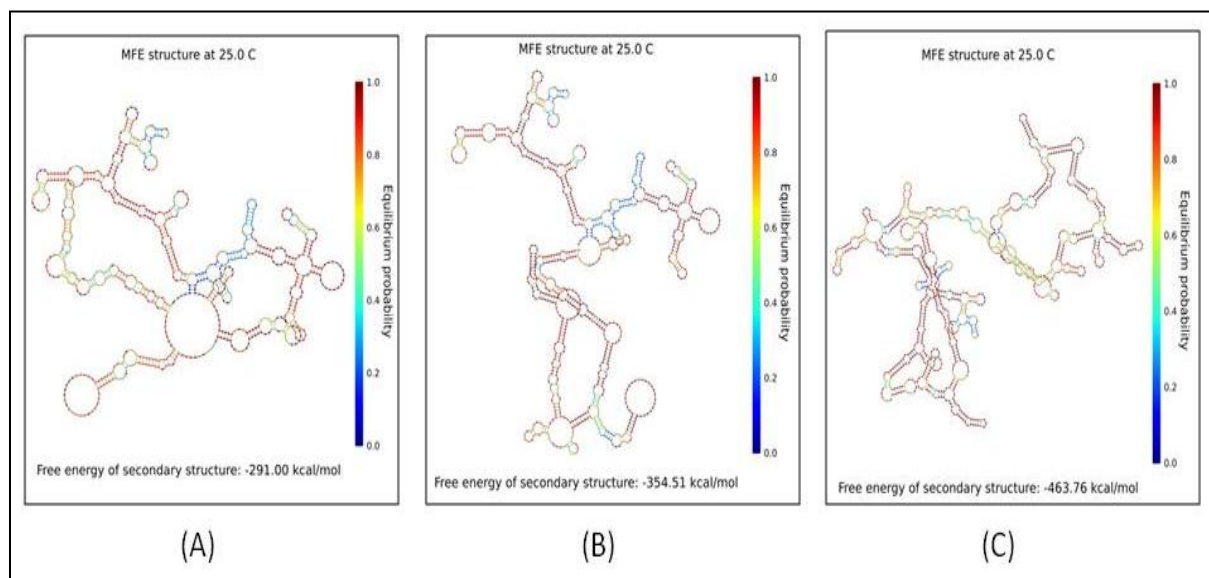 MFE structure at 25.0 C
1.0
0.8
0.6
0.4
0.2
0.0
Equilibrium probability
Free energy of secondary structure: -291.00 kcal/mol
(A)
MFE structure at 25.0 C
1.0
0.8
0.6
0.4
0.2
0.0
Equilibrium probability
Free energy of secondary structure: -354.51 kcal/mol
(B)
MFE structure at 25.0 C
1.0
0.8
0.6
0.4
0.2
0.0
Equilibrium probability
Free energy of secondary structure: -463.76 kcal/mol
(C)